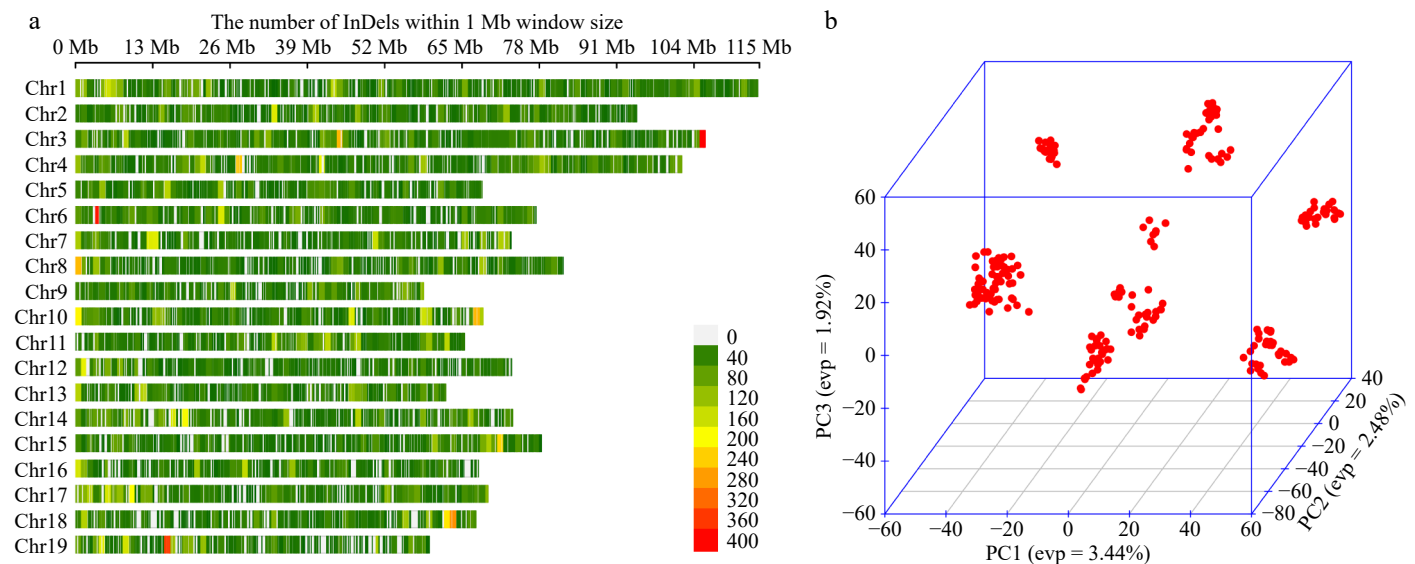 a
The number of InDels within 1 Mb window size
0 Mb 13 Mb 26 Mb 39 Mb 52 Mb 65 Mb 78 Mb 91 Mb 104 Mb 115 Mb
Chr1
Chr2
Chr3
Chr4
Chr5
Chr6
Chr7
Chr8
Chr9
Chr10
Chr11
Chr12
Chr13
Chr14
Chr15
Chr16
Chr17
Chr18
Chr19
0
40
80
120
160
200
240
280
320
360
400
b
60
40
20
0
−20
−40
−60
PC3 (evp = 1.92%)
−60 −40 −20 0 20 40 60
PC1 (evp = 3.44%)
40
20
0
−20
−40
−60
−80
PC2 (evp = 2.48%)